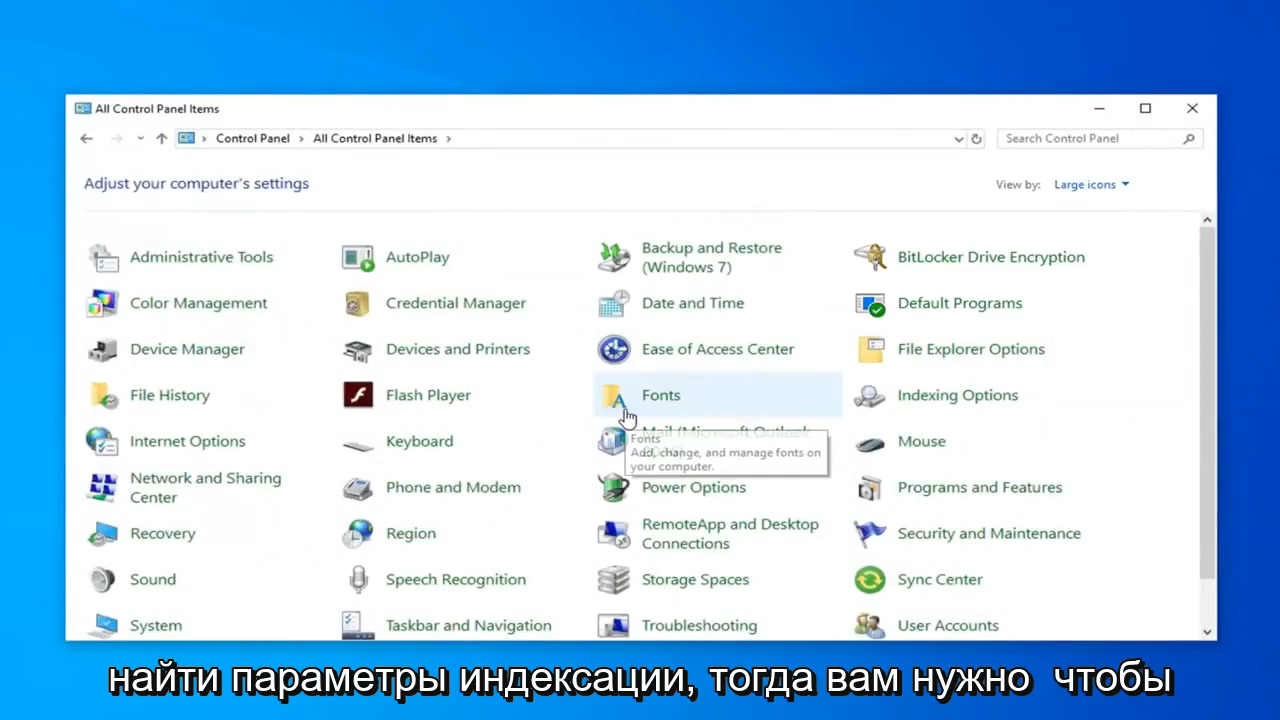 All Control Panel Items
Control Panel
All Control Panel Items
Search Control Panel
Adjust your computer's settings
View by:
Large icons
Administrative Tools
AutoPlay
Backup and Restore
(Windows 7)
BitLocker Drive Encryption
Color Management
Credential Manager
Date and Time
Default Programs
Device Manager
Devices and Printers
Ease of Access Center
File Explorer Options
File History
Flash Player
Fonts
Indexing Options
Internet Options
Keyboard
Mail (Microsoft Outlook
Fonts
Add, change, and manage fonts on
your computer.
Mouse
Network and Sharing
Center
Phone and Modem
Power Options
Programs and Features
Recovery
Region
RemoteApp and Desktop
Connections
Security and Maintenance
Sound
Speech Recognition
Storage Spaces
Sync Center
System
Taskbar and Navigation
Troubleshooting
User Accounts
найти параметры индексации, тогда вам нужно чтобы